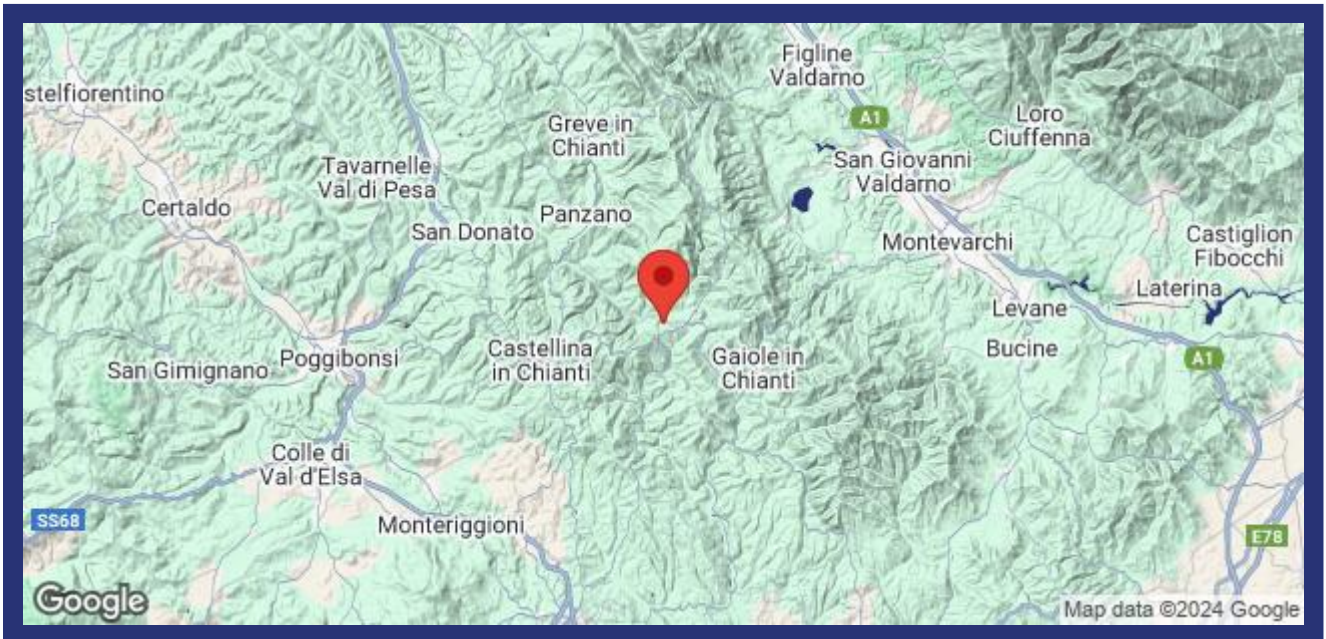 Figline
Valdarno
stelfiorentino
Greve in
Chianti
A1
Loro
Ciuffenna
Tavarnelle
Val di Pesa
San Giovanni
Valdarno
Certaldo
San Donato
Panzano
Montevarchi
Castiglion
Fibocchi
Laterina
Levane
San Gimignano
Poggibonsi
Castellina
in Chianti
Gaiole in
Chianti
Bucine
A1
Colle di
Val d'Elsa
SS68
Monteriggioni
E78
Google
Map data ©2024 Google